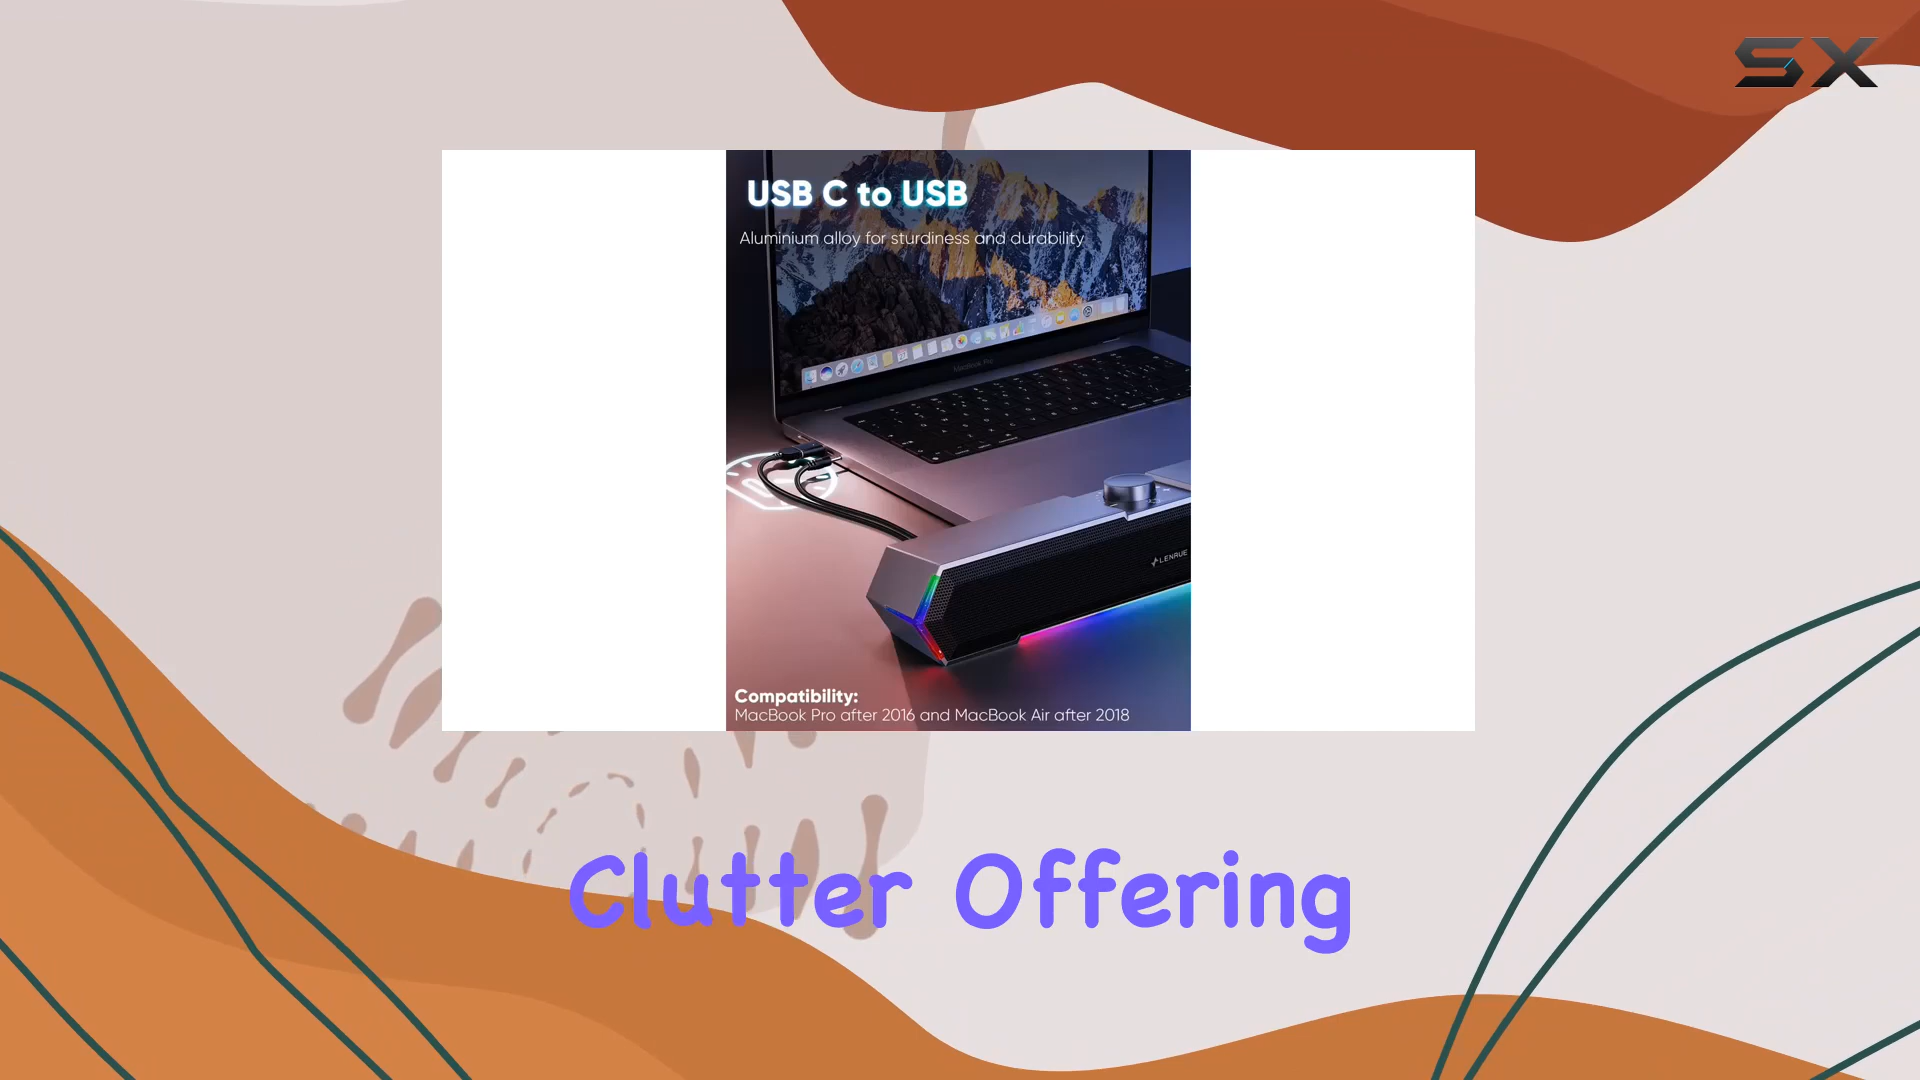 SX
USB C to USB
Aluminium alloy for sturdiness and durability
LENRUE
Compatibility:
MacBook Pro after 2016 and MacBook Air after 2018
Clutter Offering